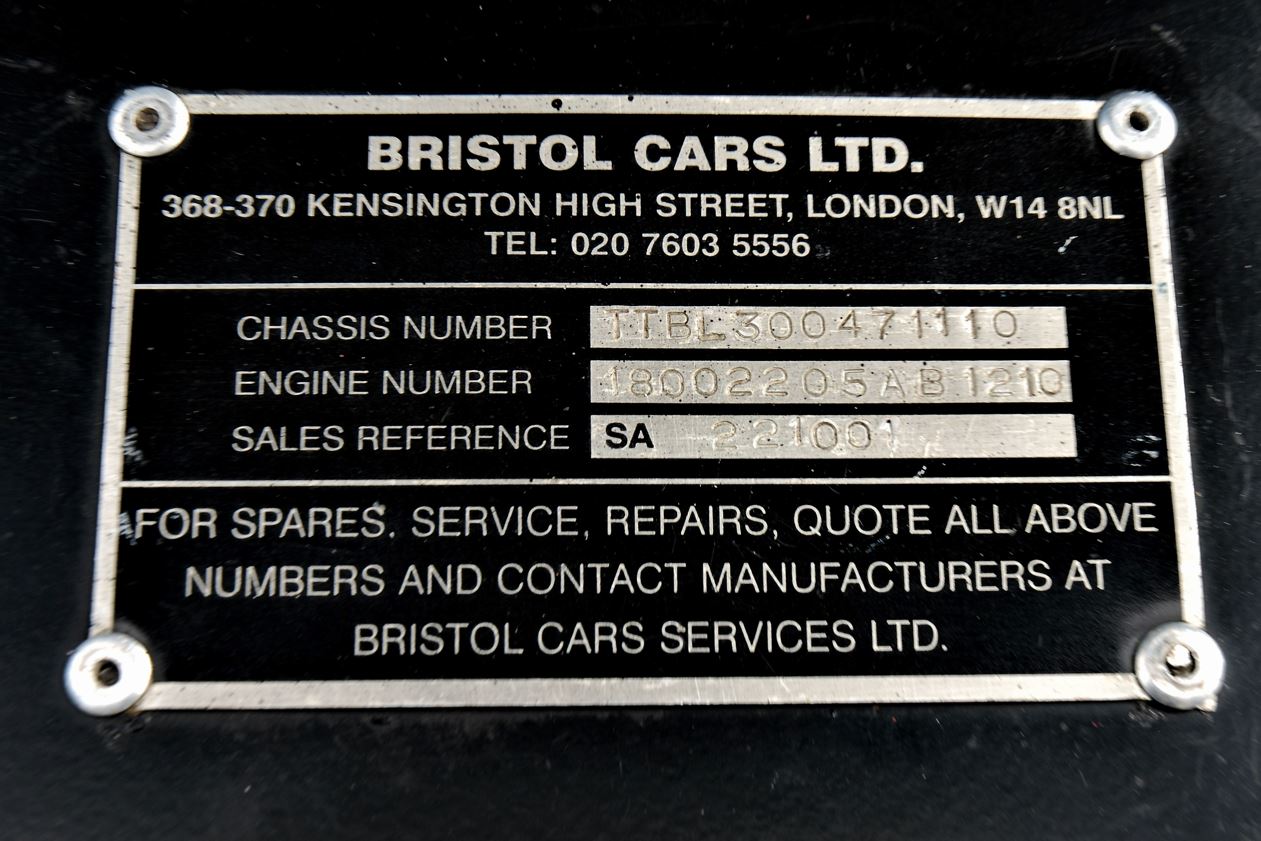 BRISTOL CARS LTD.
368-370 KENSINGTON HIGH STREET, LONDON, W14 8NL
TEL: 020 7603 5556
CHASSIS NUMBER TTBL300471110
ENGINE NUMBER 18002205AB1210
SALES REFERENCE SA 221001
FOR SPARES. SERVICE, REPAIRS, QUOTE ALL ABOVE
NUMBERS AND CONTACT MANUFACTURERS AT
BRISTOL CARS SERVICES LTD.